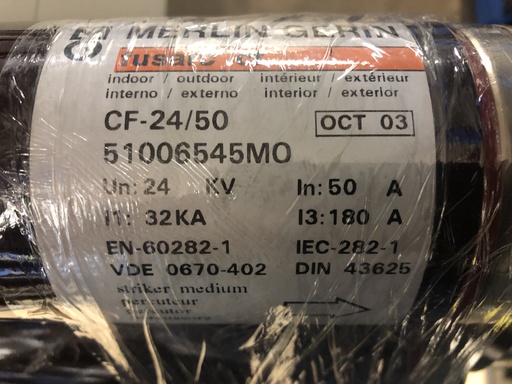 MERLIN GERIN
fusarc
indoor / outdoor intérieur / extérieur
interno / externo interior / exterior
CF-24/50 OCT 03
51006545M0
Un: 24 KV In: 50 A
I1: 32KA I3: 180 A
EN-60282-1 IEC-282-1
VDE 0670-402 DIN 43625
striker medium
percuteur